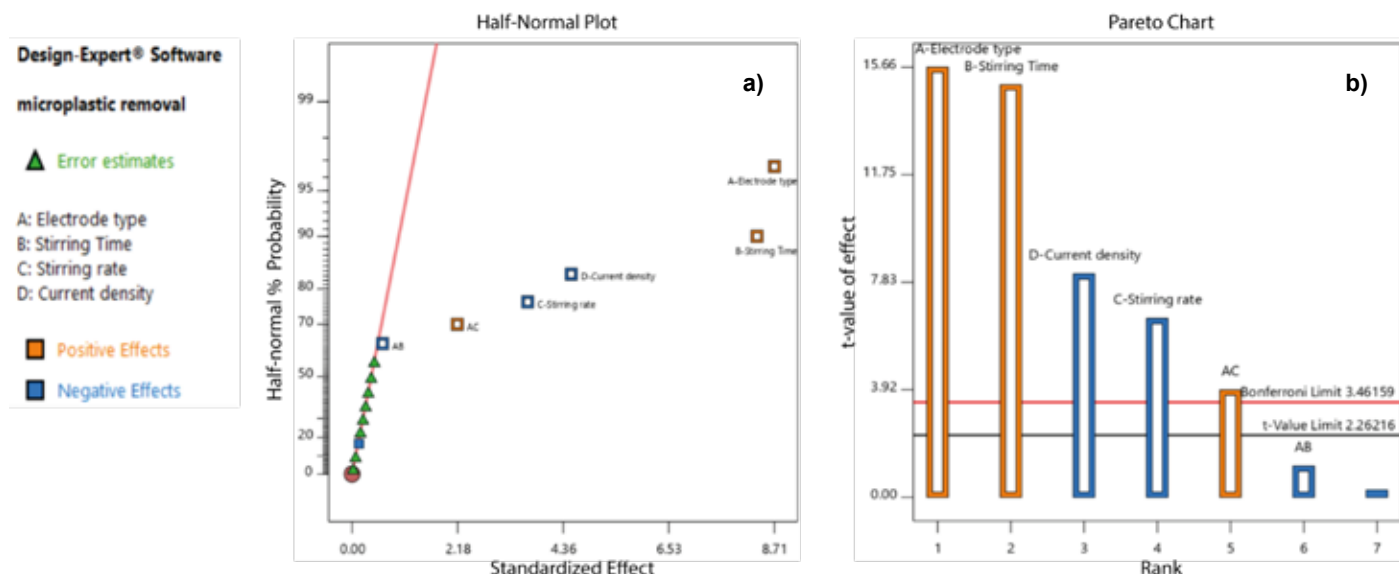 Design-Expert® Software
microplastic removal
Error estimates
A: Electrode type
B: Stirring Time
C: Stirring rate
D: Current density
Positive Effects
Negative Effects
Half-Normal Plot
a)
Half-normal % Probability
99
95
90
80
70
50
20
0
A-Electrode type
B-Stirring Time
D-Current density
C-Stirring rate
AC
AB
0.00 2.18 4.36 6.53 8.71
Standardized Effect
Pareto Chart
b)
t-value of effect
15.66
11.75
7.83
3.92
0.00
A-Electrode type
B-Stirring Time
D-Current density
C-Stirring rate
AC
Bonferroni Limit 3.46159
t-Value Limit 2.26216
AB
1 2 3 4 5 6 7
Rank